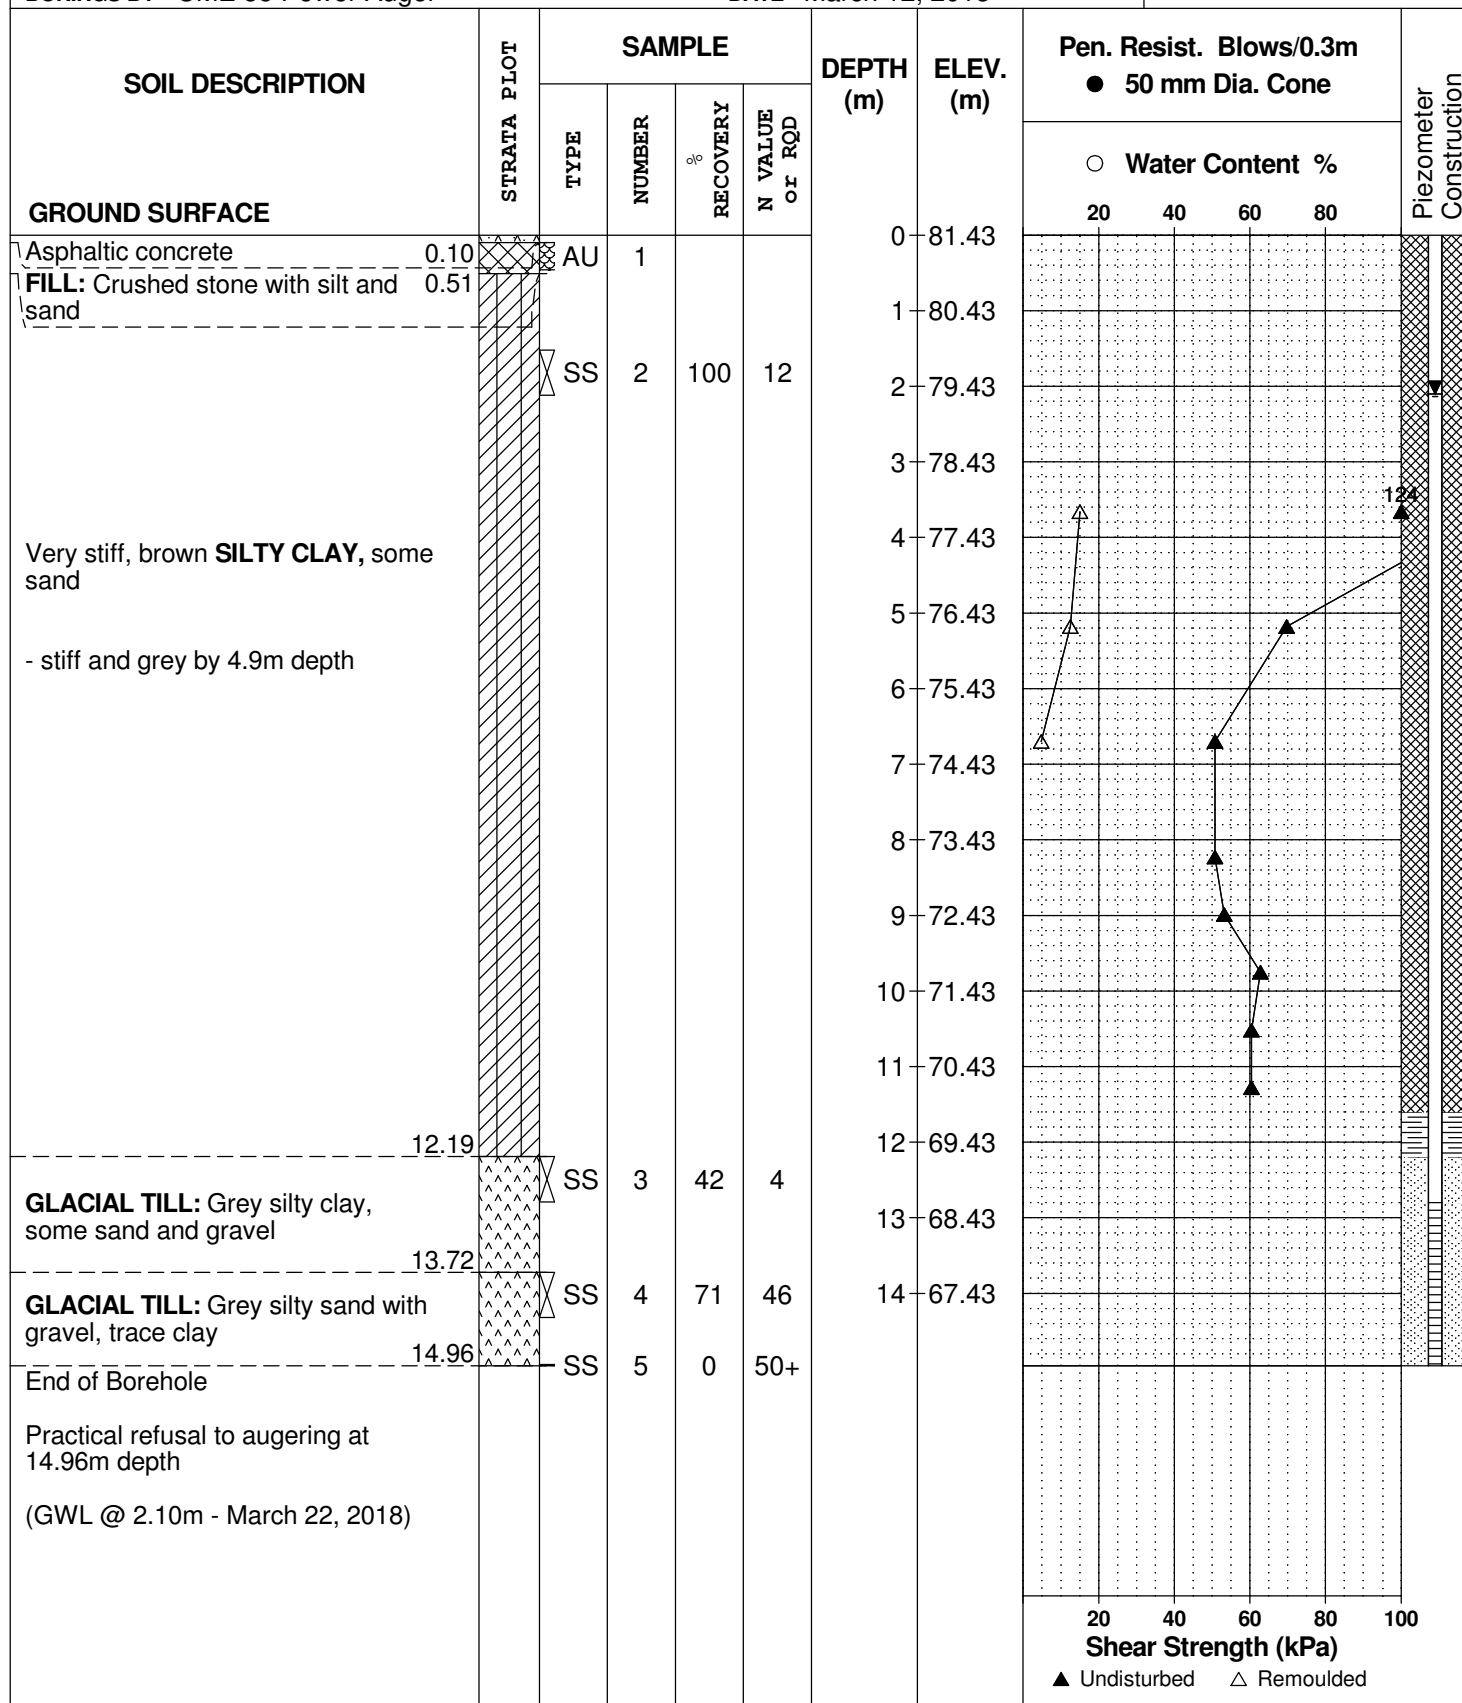 SOIL DESCRIPTION
GROUND SURFACE
STRATA PLOT
SAMPLE
TYPE
NUMBER
%
RECOVERY
N VALUE
or RQD
DEPTH
(m)
ELEV.
(m)
Pen. Resist. Blows/0.3m
● 50 mm Dia. Cone
○ Water Content %
20 40 60 80
Piezometer
Construction
Asphaltic concrete 0.10
FILL: Crushed stone with silt and 0.51
sand
AU 1
0 81.43
1 80.43
SS 2 100 12
2 79.43
3 78.43
124
4 77.43
Very stiff, brown SILTY CLAY, some
sand
5 76.43
- stiff and grey by 4.9m depth
6 75.43
7 74.43
8 73.43
9 72.43
10 71.43
11 70.43
12.19
12 69.43
GLACIAL TILL: Grey silty clay,
some sand and gravel
SS 3 42 4
13 68.43
13.72
GLACIAL TILL: Grey silty sand with
gravel, trace clay
SS 4 71 46
14 67.43
14.96
SS 5 0 50+
End of Borehole
Practical refusal to augering at
14.96m depth
(GWL @ 2.10m - March 22, 2018)
20 40 60 80 100
Shear Strength (kPa)
▲ Undisturbed △ Remoulded